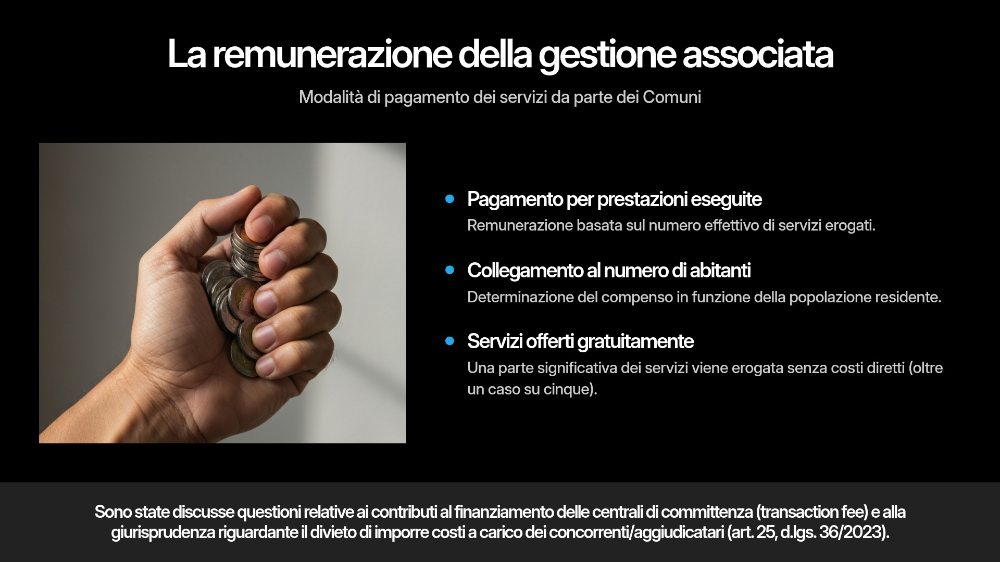 La remunerazione della gestione associata
Modalità di pagamento dei servizi da parte dei Comuni
Pagamento per prestazioni eseguite
Remunerazione basata sul numero effettivo di servizi erogati.
Collegamento al numero di abitanti
Determinazione del compenso in funzione della popolazione residente.
Servizi offerti gratuitamente
Una parte significativa dei servizi viene erogata senza costi diretti (oltre
un caso su cinque).
Sono state discusse questioni relative ai contributi al finanziamento delle centrali di committenza (transaction fee) e alla
giurisprudenza riguardante il divieto di imporre costi a carico dei concorrenti/aggiudicatari (art. 25, d.lgs. 36/2023).